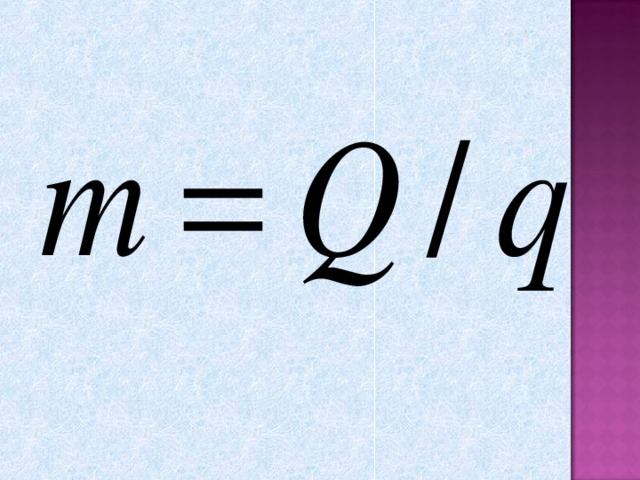 m = Q / q